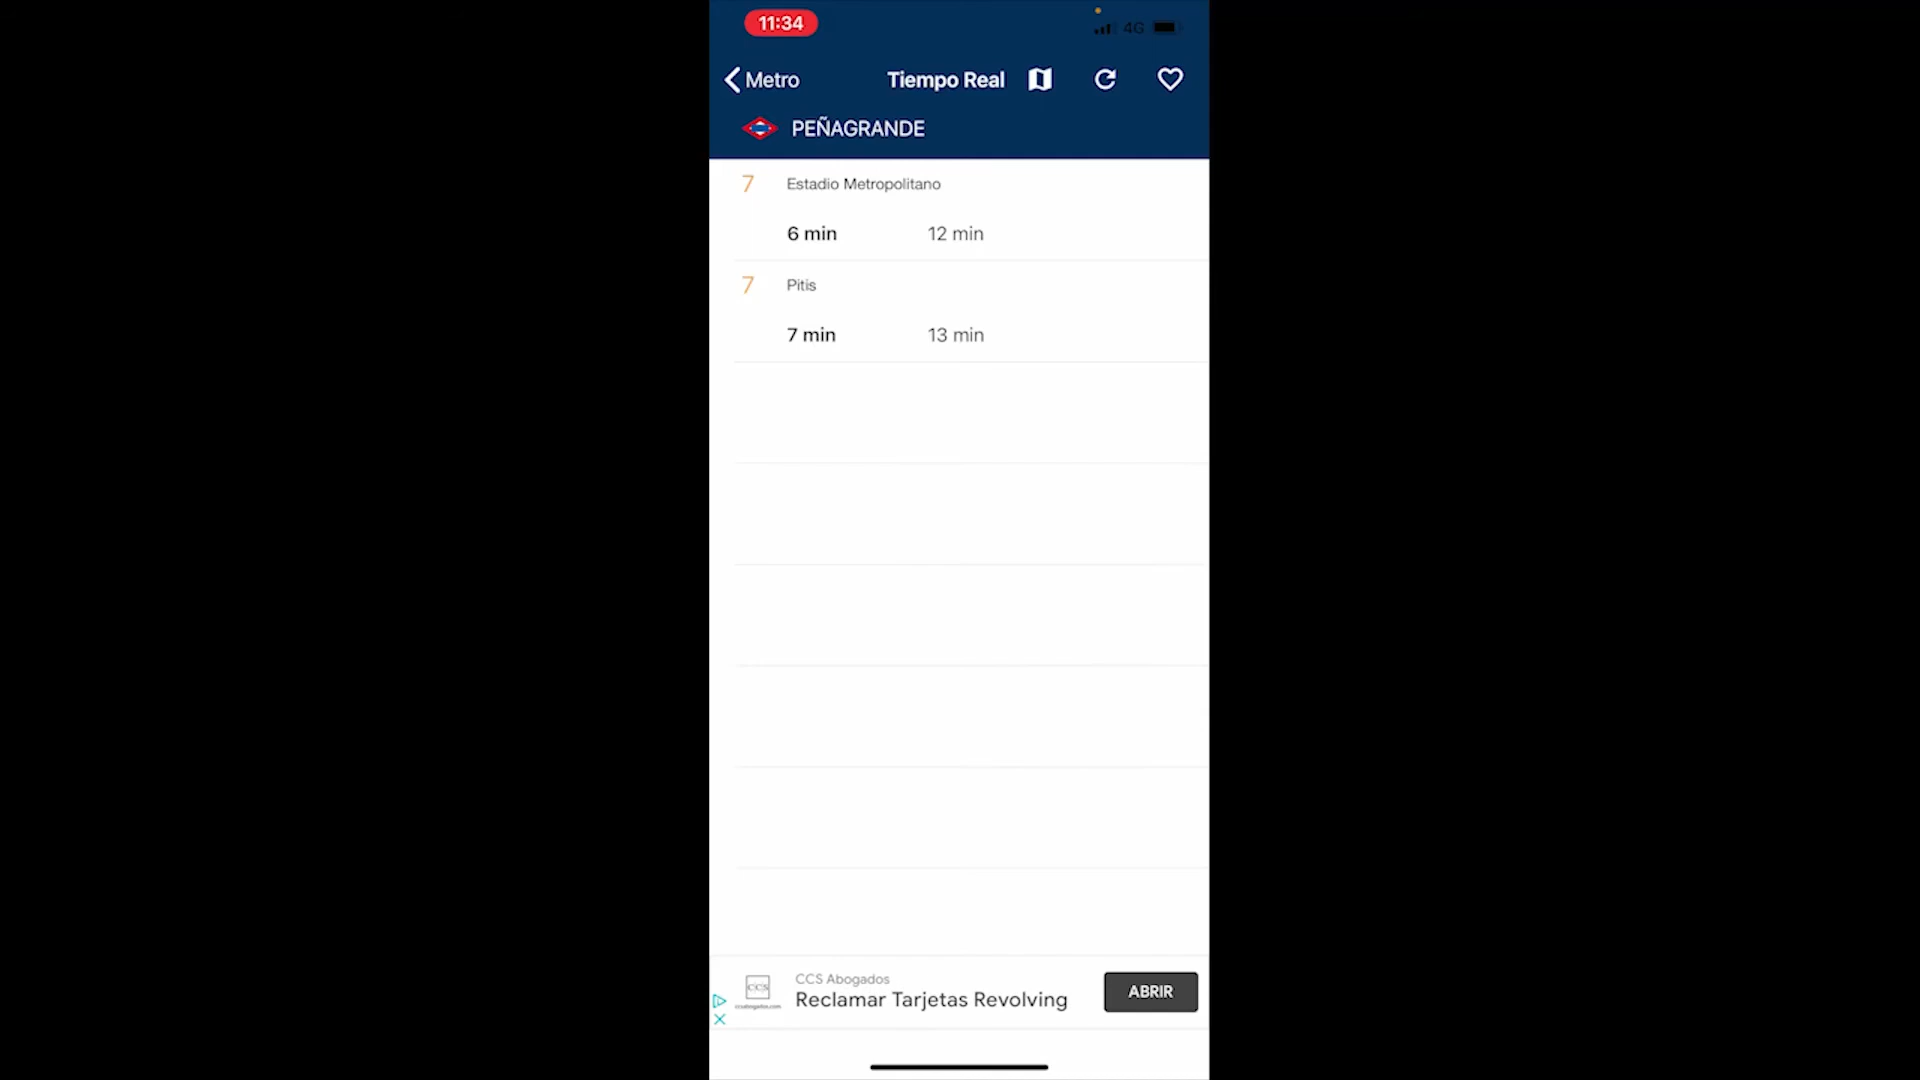 11:34
4G
Metro
Tiempo Real
PEÑAGRANDE
7 Estadio Metropolitano
6 min 12 min
7 Pitis
7 min 13 min
CCS Abogados
CCS
Reclamar Tarjetas Revolving
ABRIR